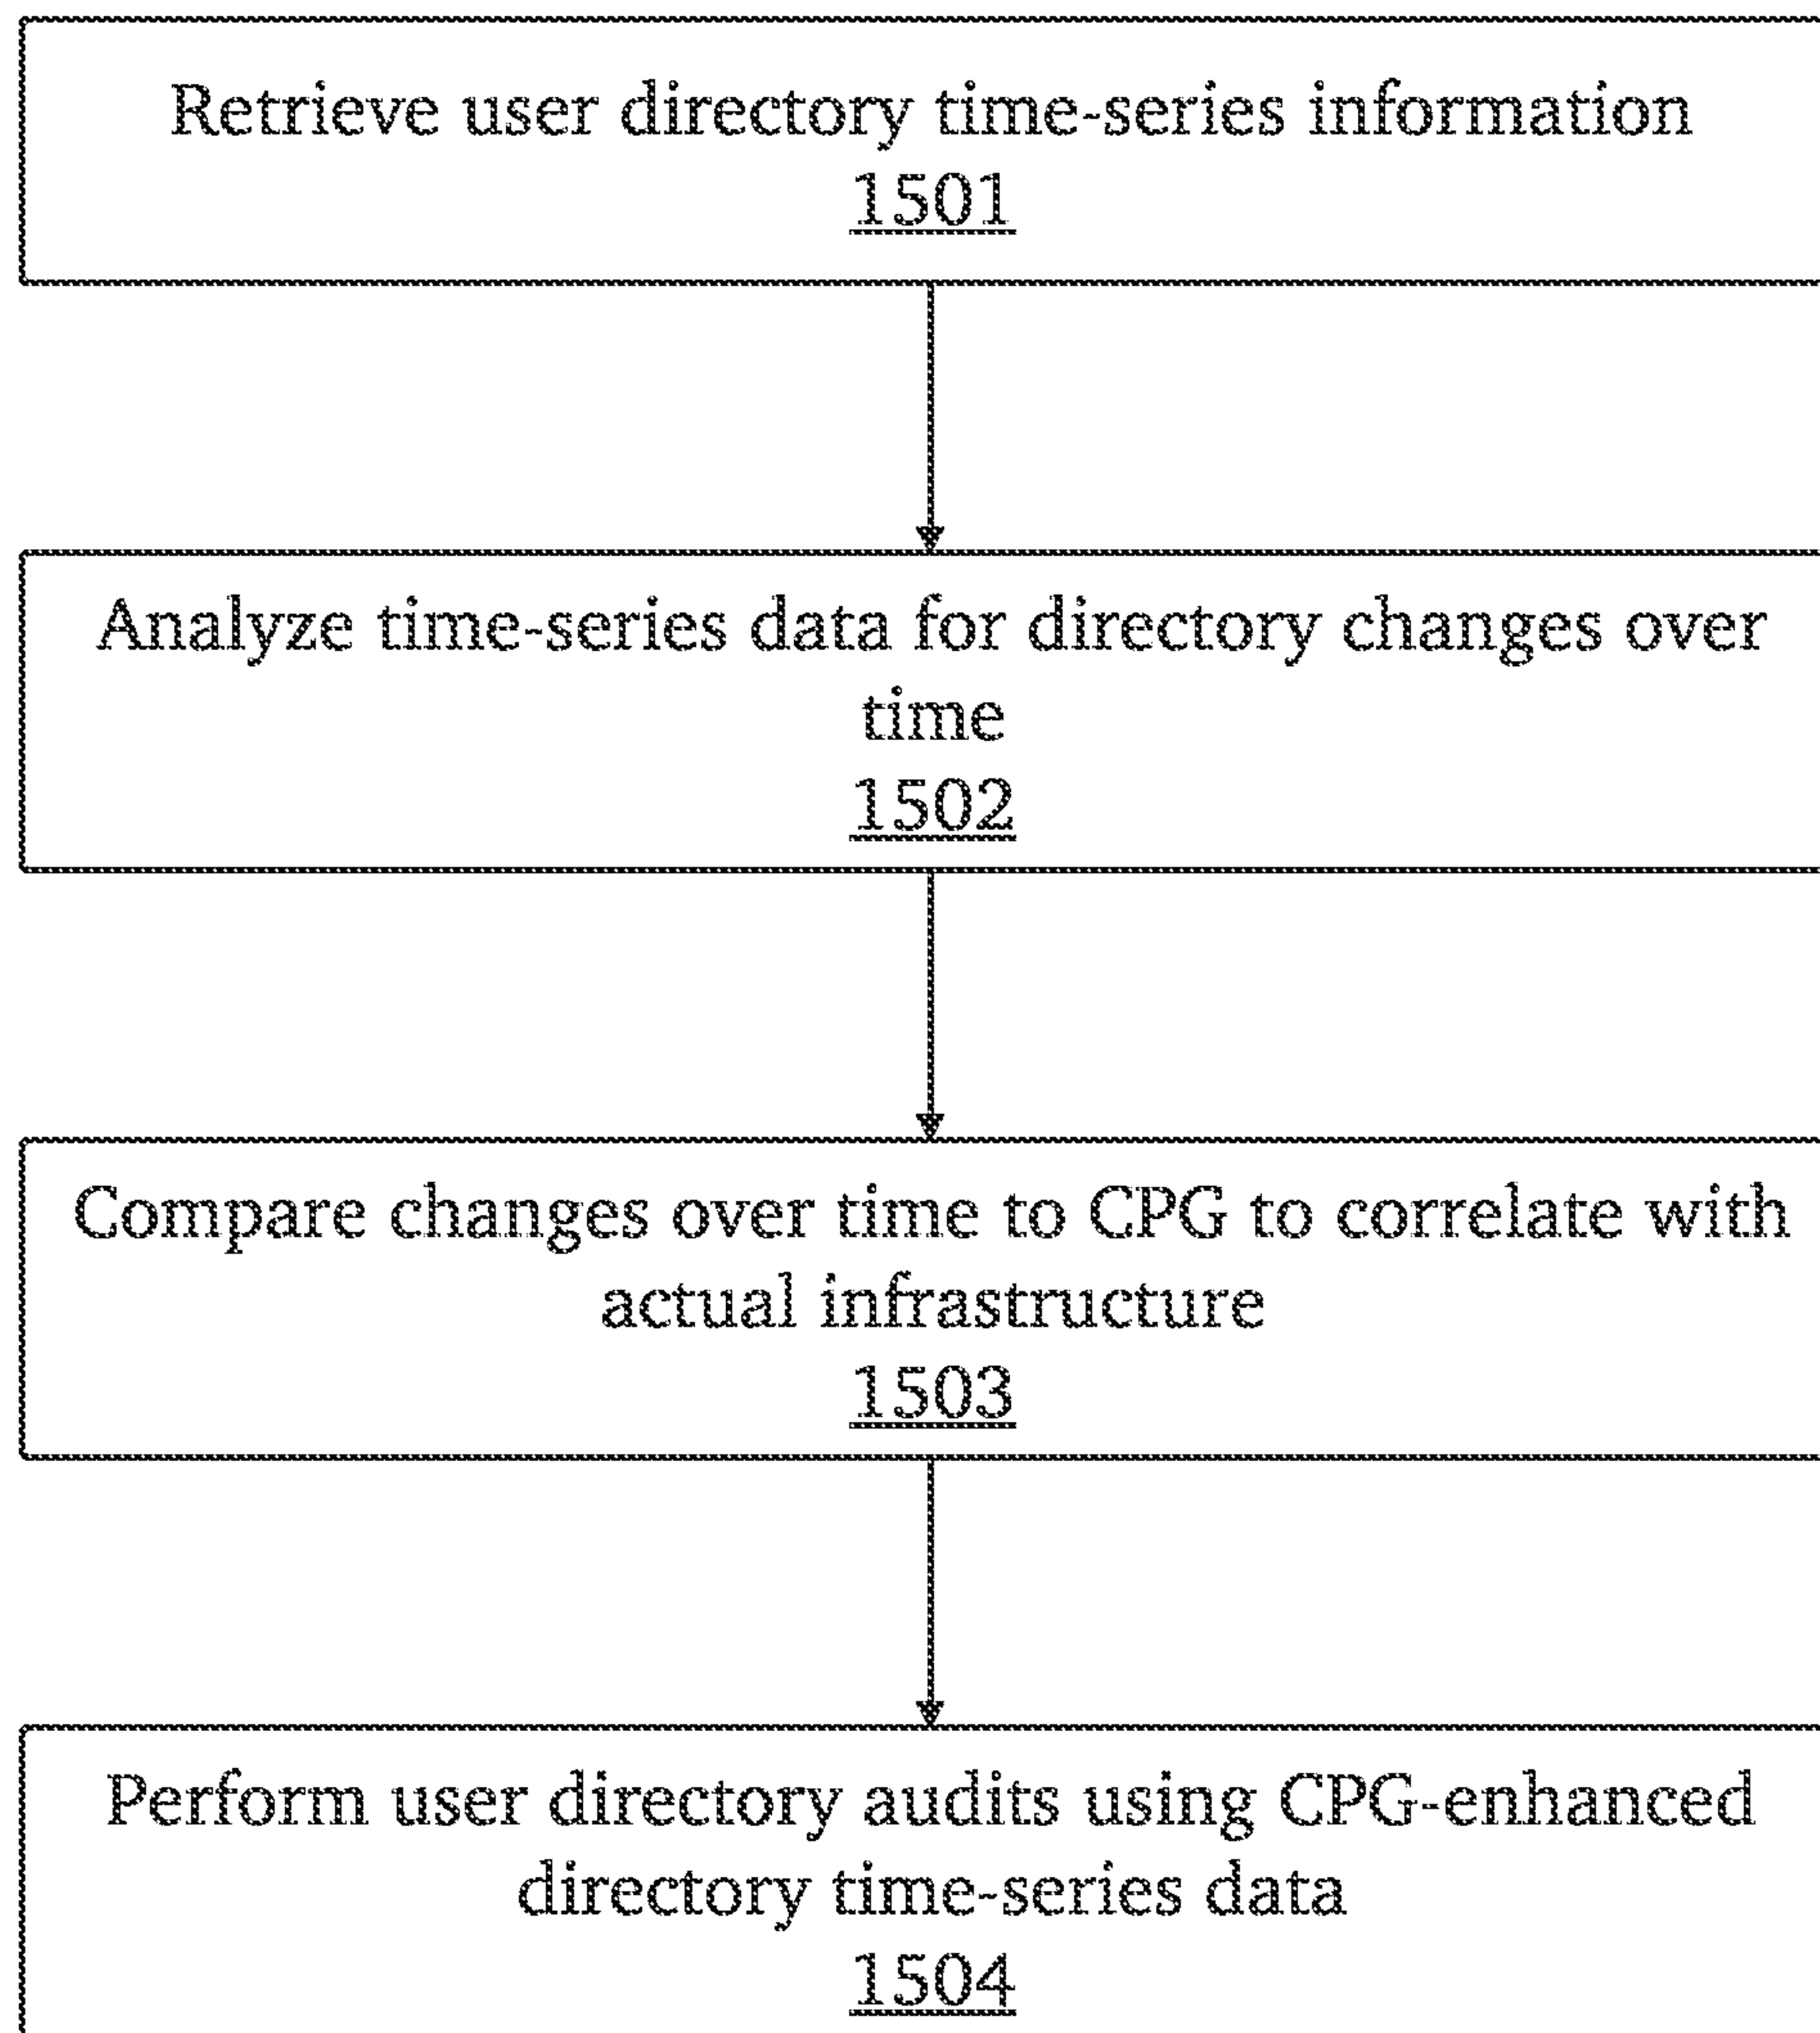 Retrieve user directory time-series information
1501
Analyze time-series data for directory changes over
time
1502
Compare changes over time to CPG to correlate with
actual infrastructure
1503
Perform user directory audits using CPG-enhanced
directory time-series data
1504